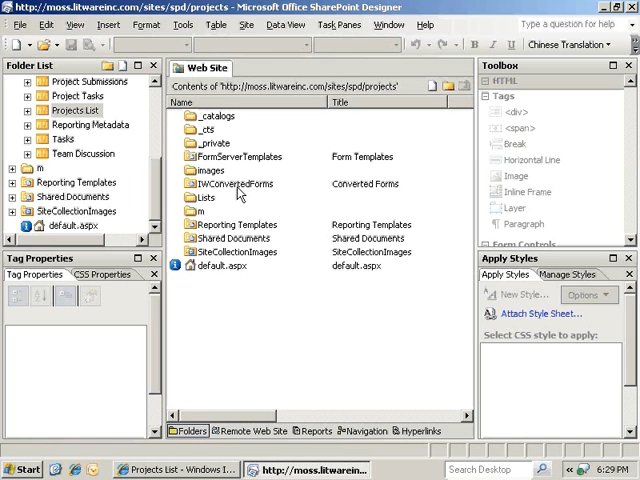 http://moss.litwareinc.com/sites/spd/projects - Microsoft Office SharePoint Designer
File Edit View Insert Format Tools Table Site Data View Task Panes Window Help
Type a question for help
Chinese Translation
Folder List
Project Submissions
Project Tasks
Projects List
Reporting Metadata
Tasks
Team Discussion
m
Reporting Templates
Shared Documents
SiteCollectionImages
default.aspx
Tag Properties
Tag Properties CSS Properties
Web Site
Contents of 'http://moss.litwareinc.com/sites/spd/projects'
Name Title
_catalogs
_cts
_private
FormServerTemplates Form Templates
images
IWConvertedForms Converted Forms
Lists
m
Reporting Templates Reporting Templates
Shared Documents Shared Documents
SiteCollectionImages SiteCollectionImages
default.aspx default.aspx
Folders Remote Web Site Reports Navigation Hyperlinks
Toolbox
HTML
Tags
<div>
<span>
Break
Horizontal Line
Image
Inline Frame
Layer
Paragraph
Form Controls
Apply Styles
Apply Styles Manage Styles
New Style... Options
Attach Style Sheet...
Select CSS style to apply:
Start
Projects List - Windows I...
http://moss.litwarein...
Search Desktop
6:29 PM